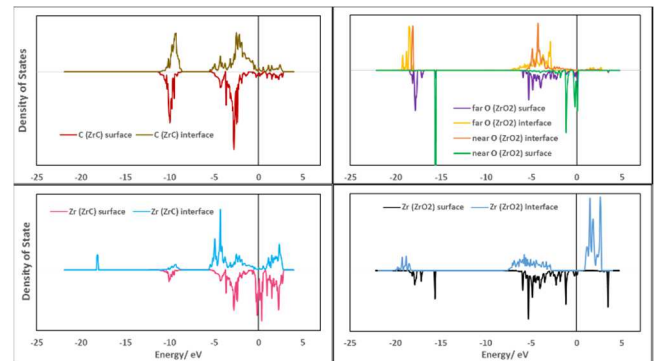 Density of States
C (ZrC) surface
C (ZrC) interface
-25 -20 -15 -10 -5 0 5
far O (ZrO2) surface
far O (ZrO2) interface
near O (ZrO2) interface
near O (ZrO2) surface
-25 -20 -15 -10 -5 0 5
Density of State
Zr (ZrC) surface
Zr (ZrC) interface
-25 -20 -15 -10 -5 0 5
Energy/ eV
Zr (ZrO2) surface
Zr (ZrO2) Interface
-25 -20 -15 -10 -5 0 5
Energy/ eV